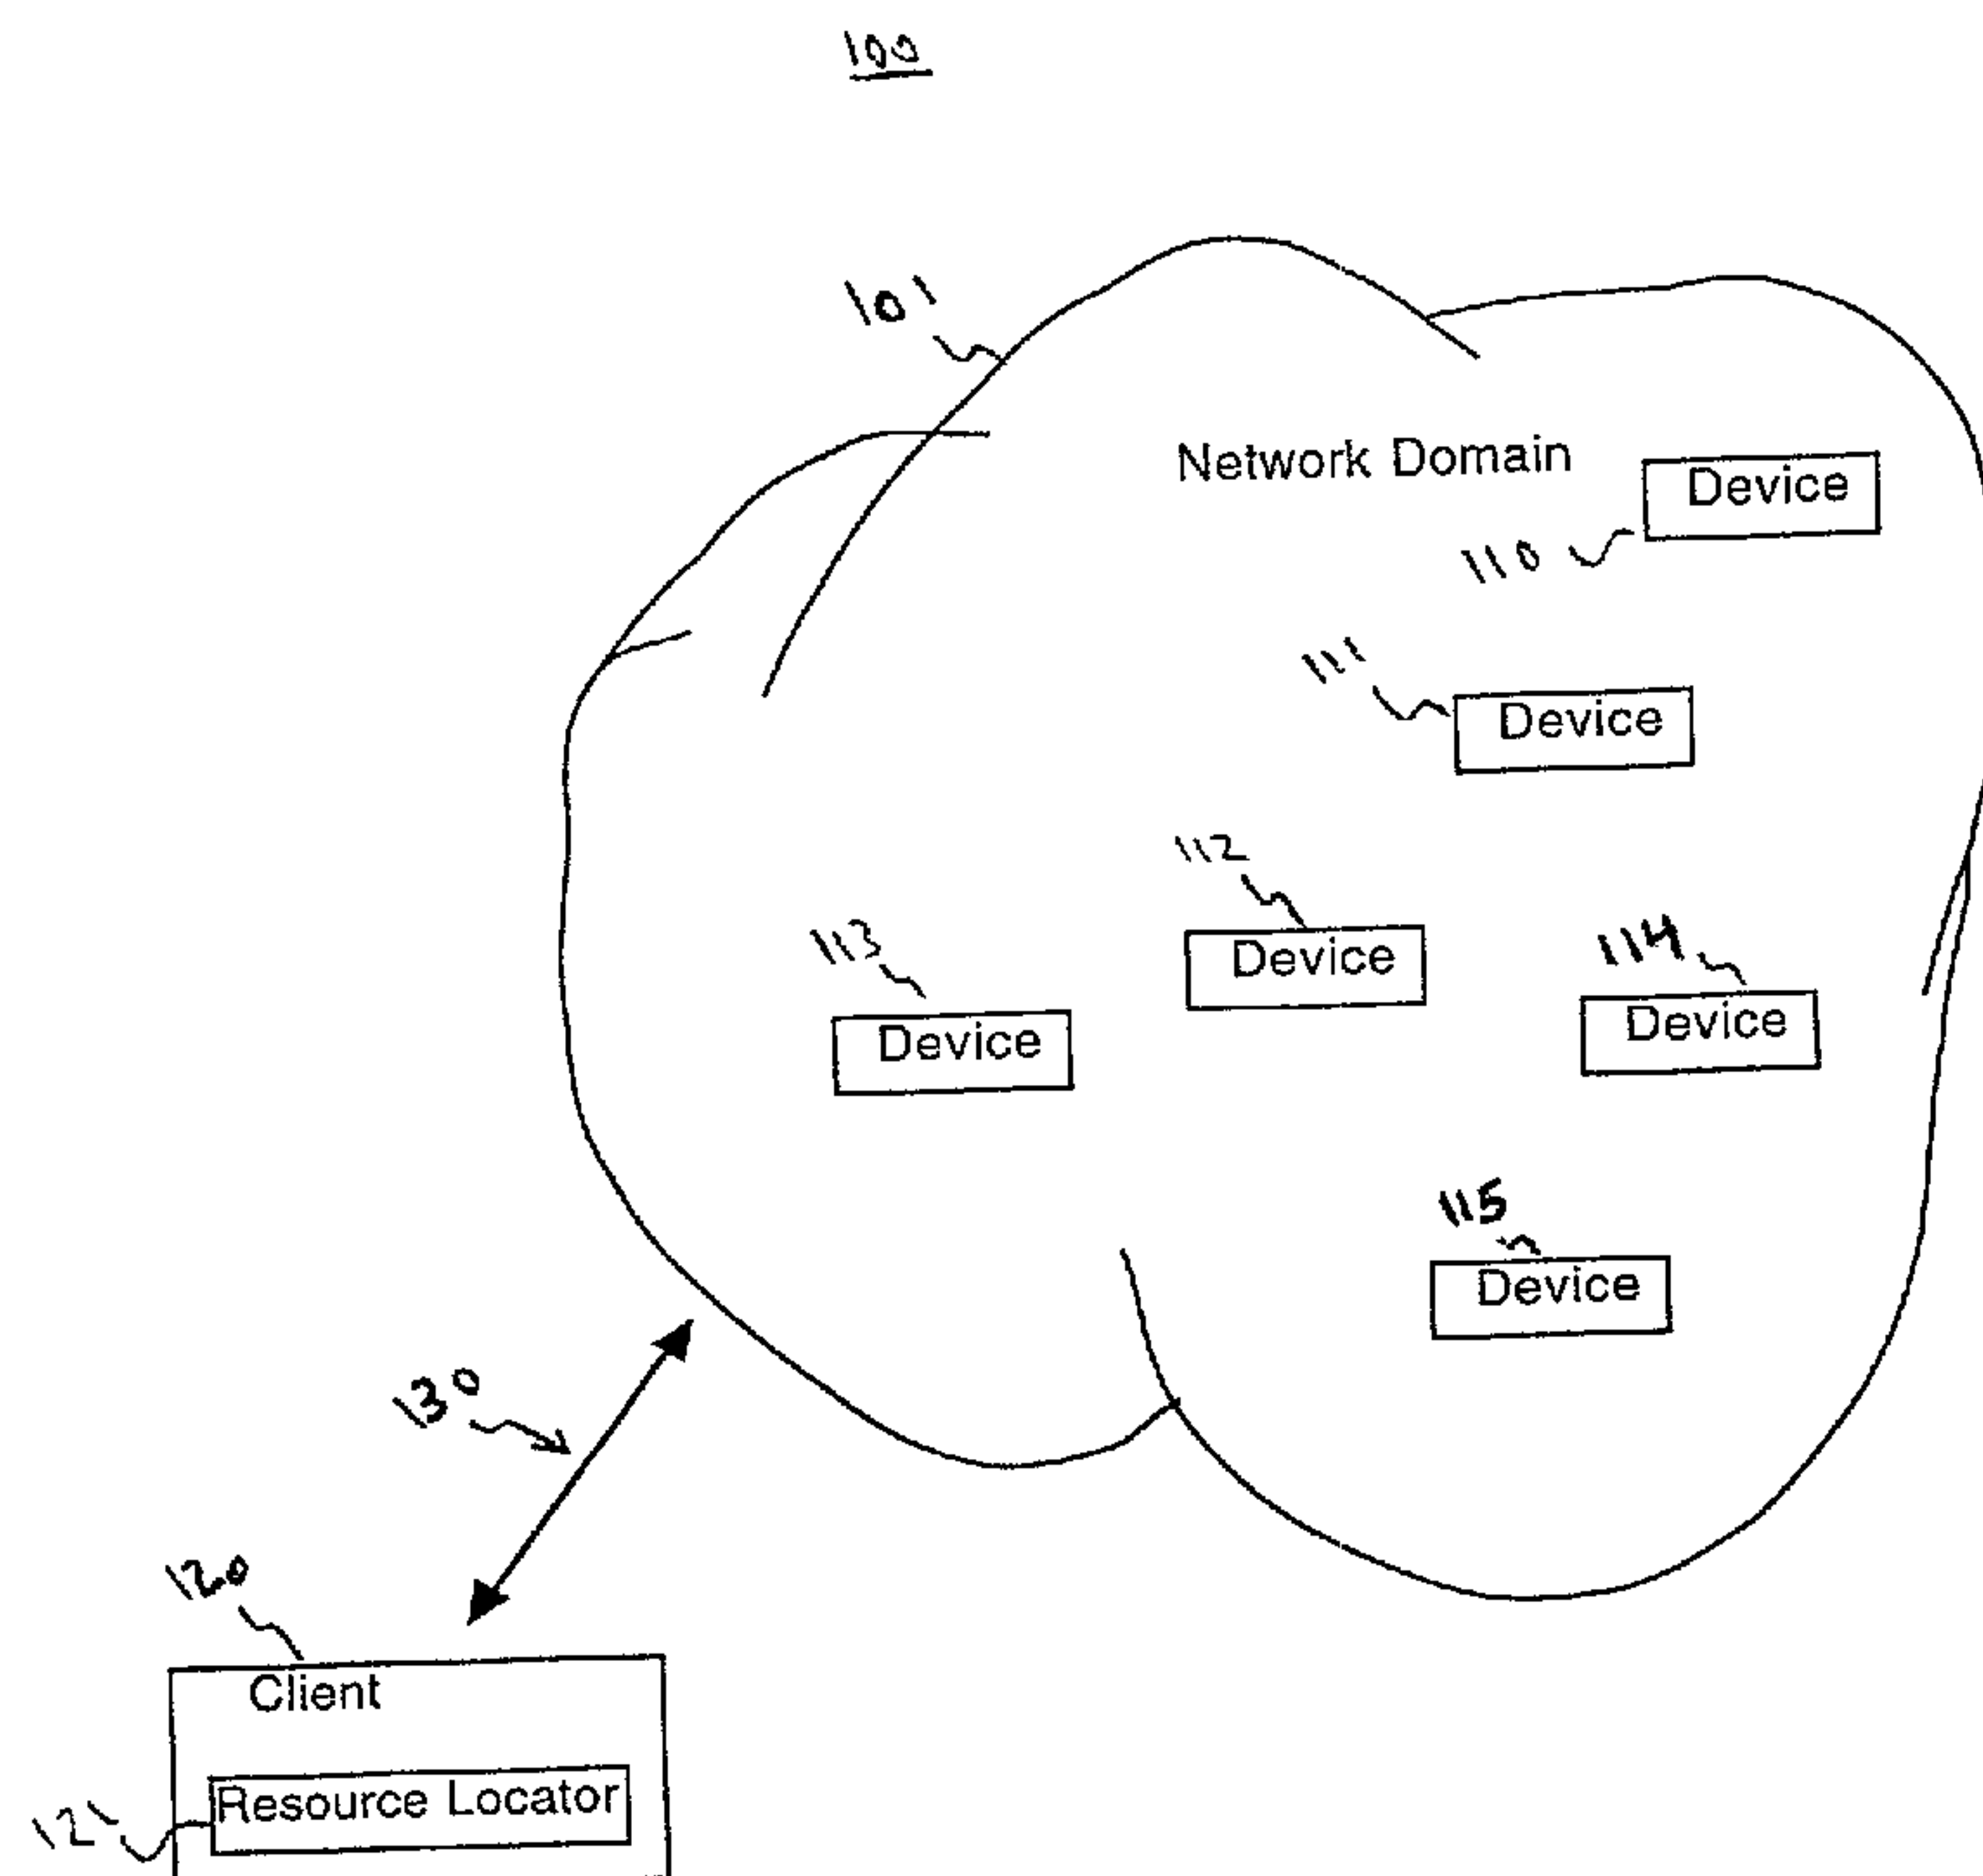 100
101
Network Domain
Device
110
111
Device
112
Device
113
Device
114
Device
115
Device
130
120
Client
Resource Locator
121